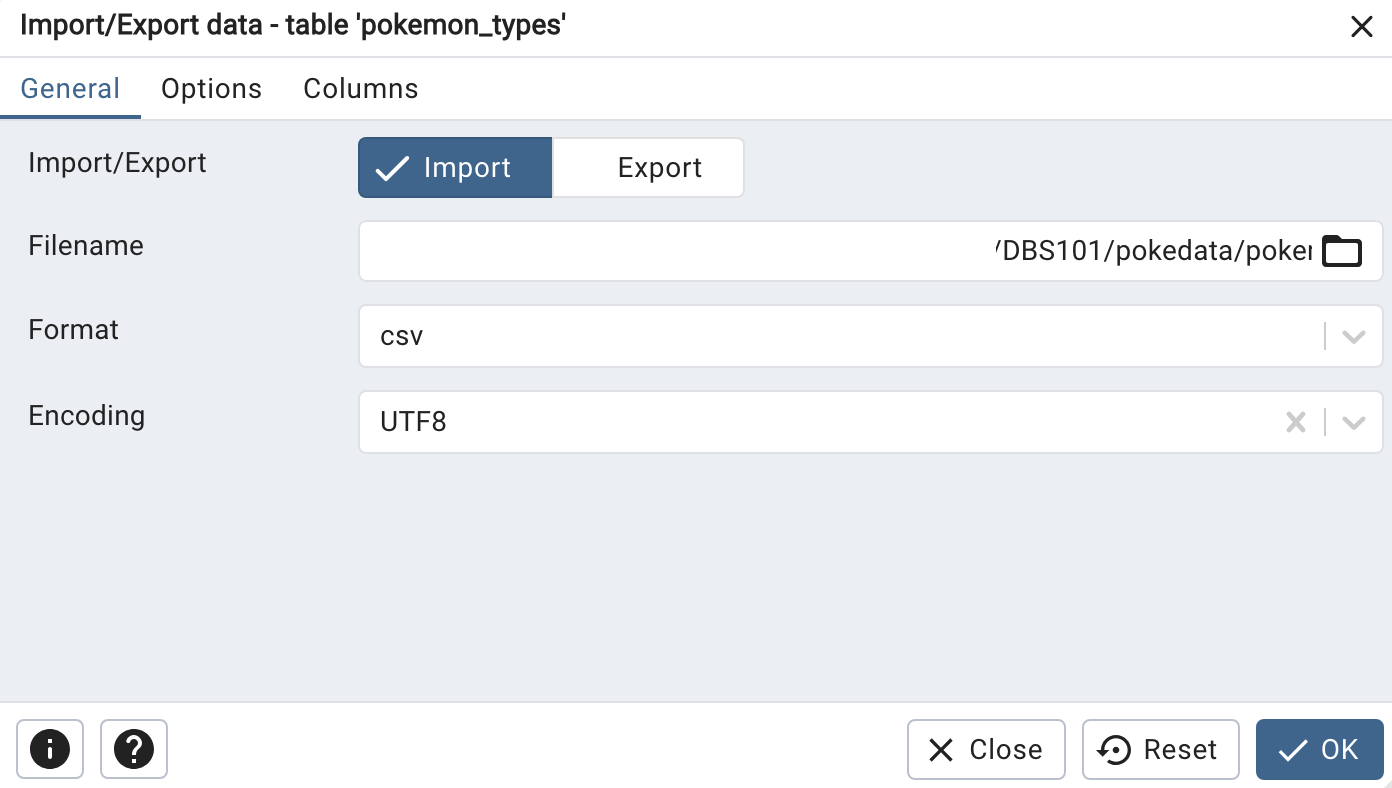 Import/Export data - table 'pokemon_types'
General Options Columns
Import/Export Import Export
Filename /DBS101/pokedata/poker
Format csv
Encoding UTF8
Close Reset OK